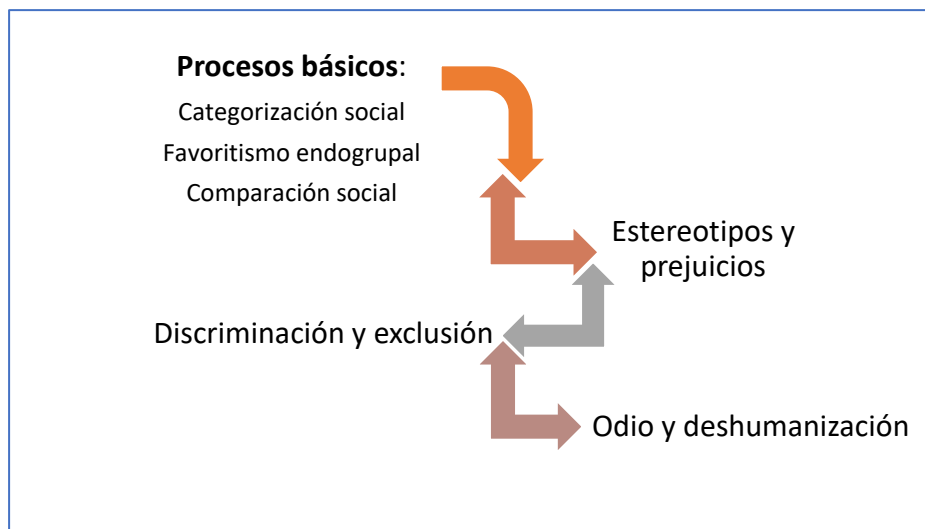 Procesos básicos:
Categorización social
Favoritismo endogrupal
Comparación social
Estereotipos y
prejuicios
Discriminación y exclusión
Odio y deshumanización